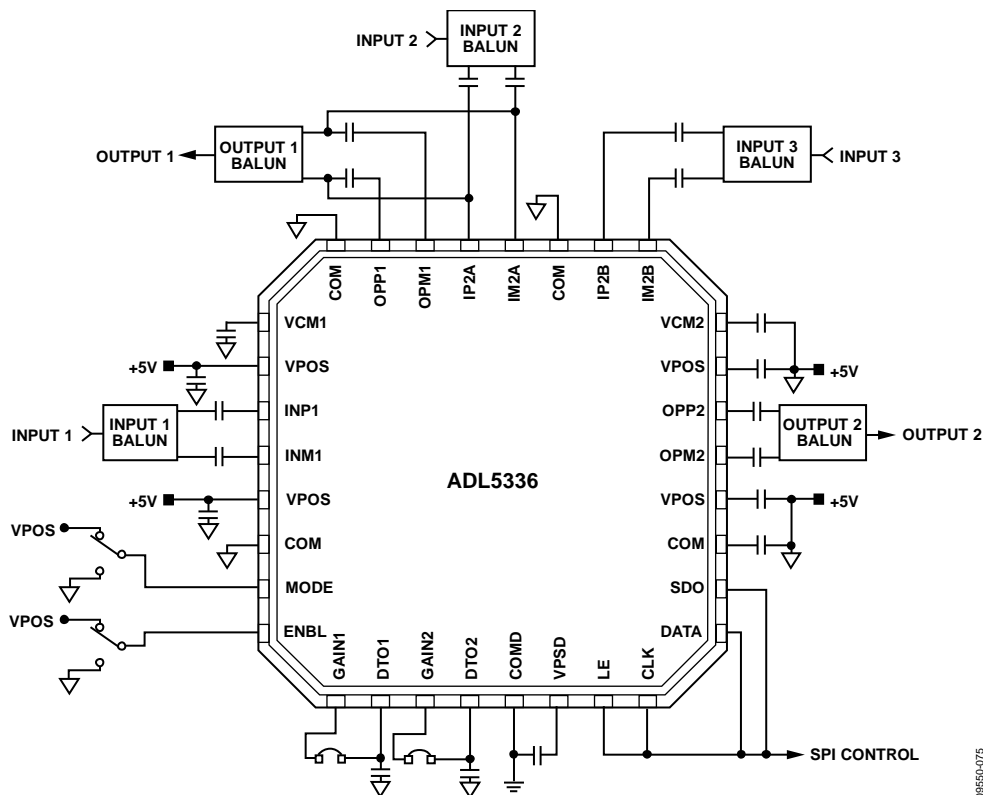 INPUT 2
INPUT 2
BALUN
OUTPUT 1
OUTPUT 1
BALUN
INPUT 3
BALUN
INPUT 3
COM
OPP1
OPM1
IP2A
IM2A
COM
IP2B
IM2B
VCM1
VCM2
+5V
VPOS
VPOS
+5V
INPUT 1
INPUT 1
BALUN
INP1
INM1
OPP2
OPM2
OUTPUT 2
BALUN
OUTPUT 2
ADL5336
+5V
VPOS
VPOS
+5V
VPOS
COM
COM
MODE
SDO
VPOS
ENBL
DATA
GAIN1
DTO1
GAIN2
DTO2
COMD
VPSD
LE
CLK
SPI CONTROL
09550-075